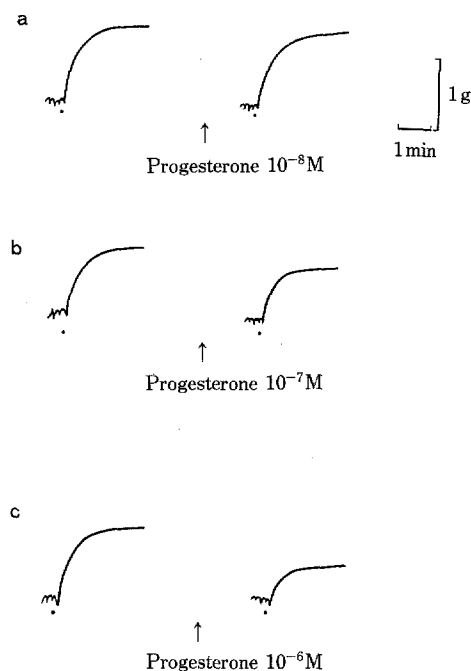 a
1 g
1 min
↑
Progesterone 10⁻⁸M
b
↑
Progesterone 10⁻⁷M
c
↑
Progesterone 10⁻⁶M